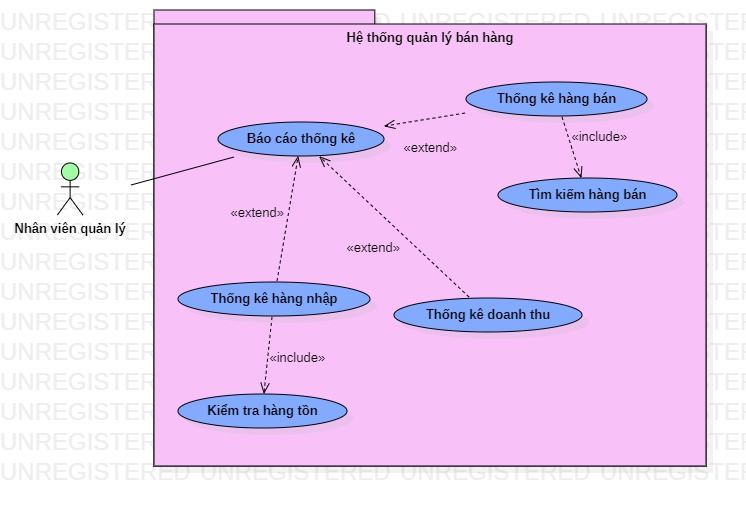 Hệ thống quản lý bán hàng
Thống kê hàng bán
Báo cáo thống kê
«include»
«extend»
Tìm kiếm hàng bán
«extend»
Nhân viên quản lý
«extend»
Thống kê hàng nhập
Thống kê doanh thu
«include»
Kiểm tra hàng tồn
UNREGISTERED UNREGISTERED UNREGISTERED UNREGISTERED